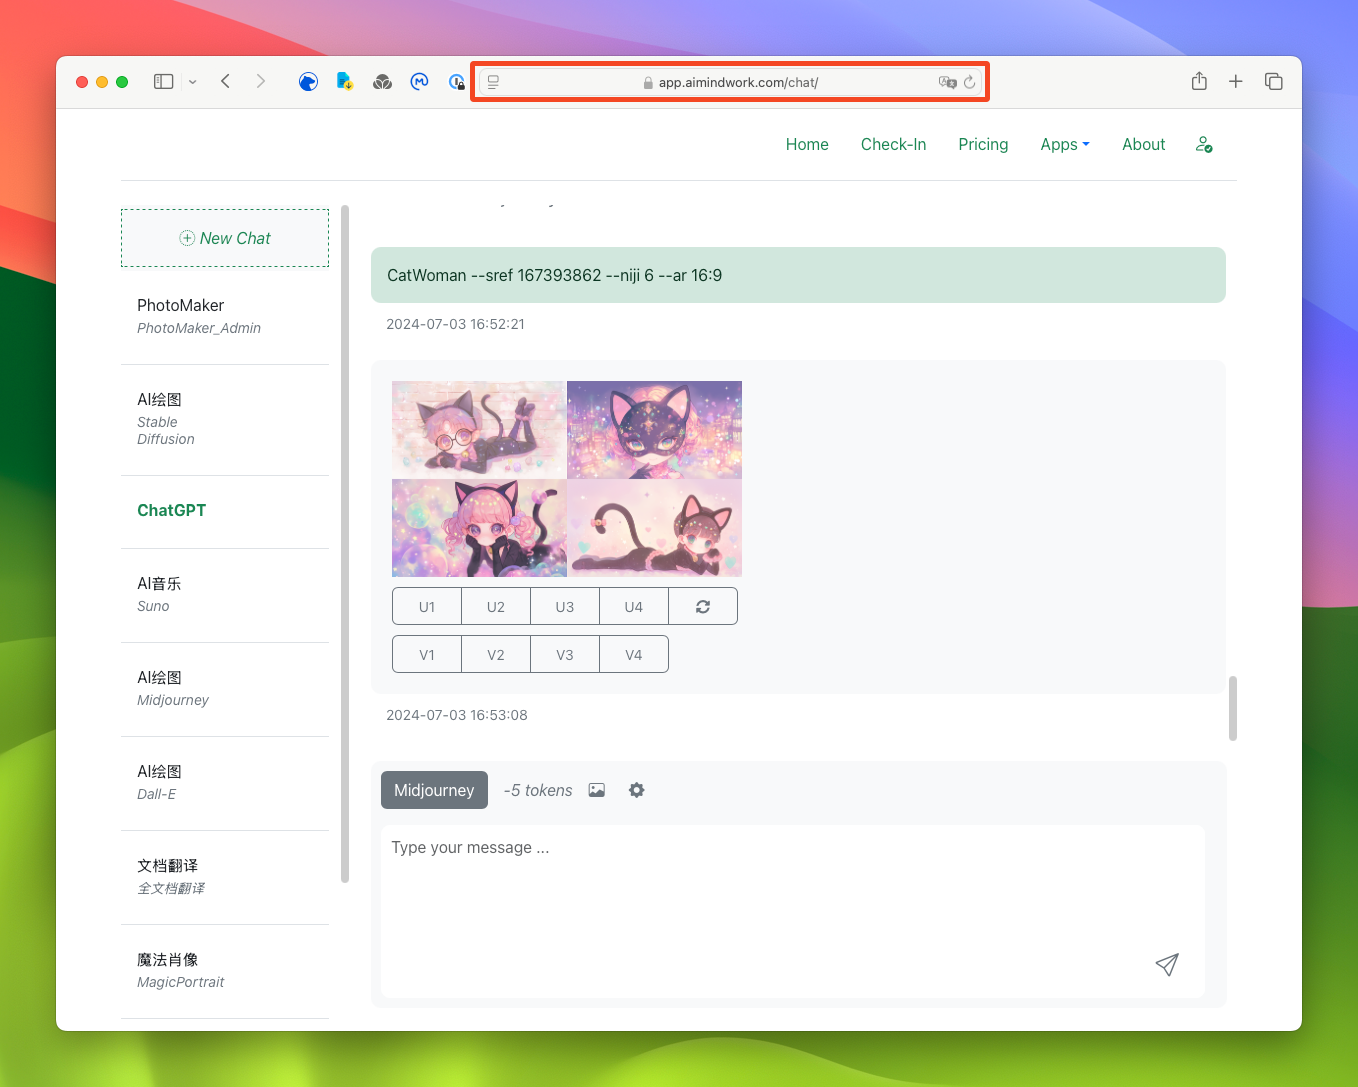 app.aimindwork.com/chat/
Home Check-In Pricing Apps About
New Chat
PhotoMaker
PhotoMaker_Admin
AI绘图
Stable
Diffusion
ChatGPT
AI音乐
Suno
AI绘图
Midjourney
AI绘图
Dall-E
文档翻译
全文档翻译
魔法肖像
MagicPortrait
CatWoman --sref 167393862 --niji 6 --ar 16:9
2024-07-03 16:52:21
U1 U2 U3 U4
V1 V2 V3 V4
2024-07-03 16:53:08
Midjourney -5 tokens
Type your message ...